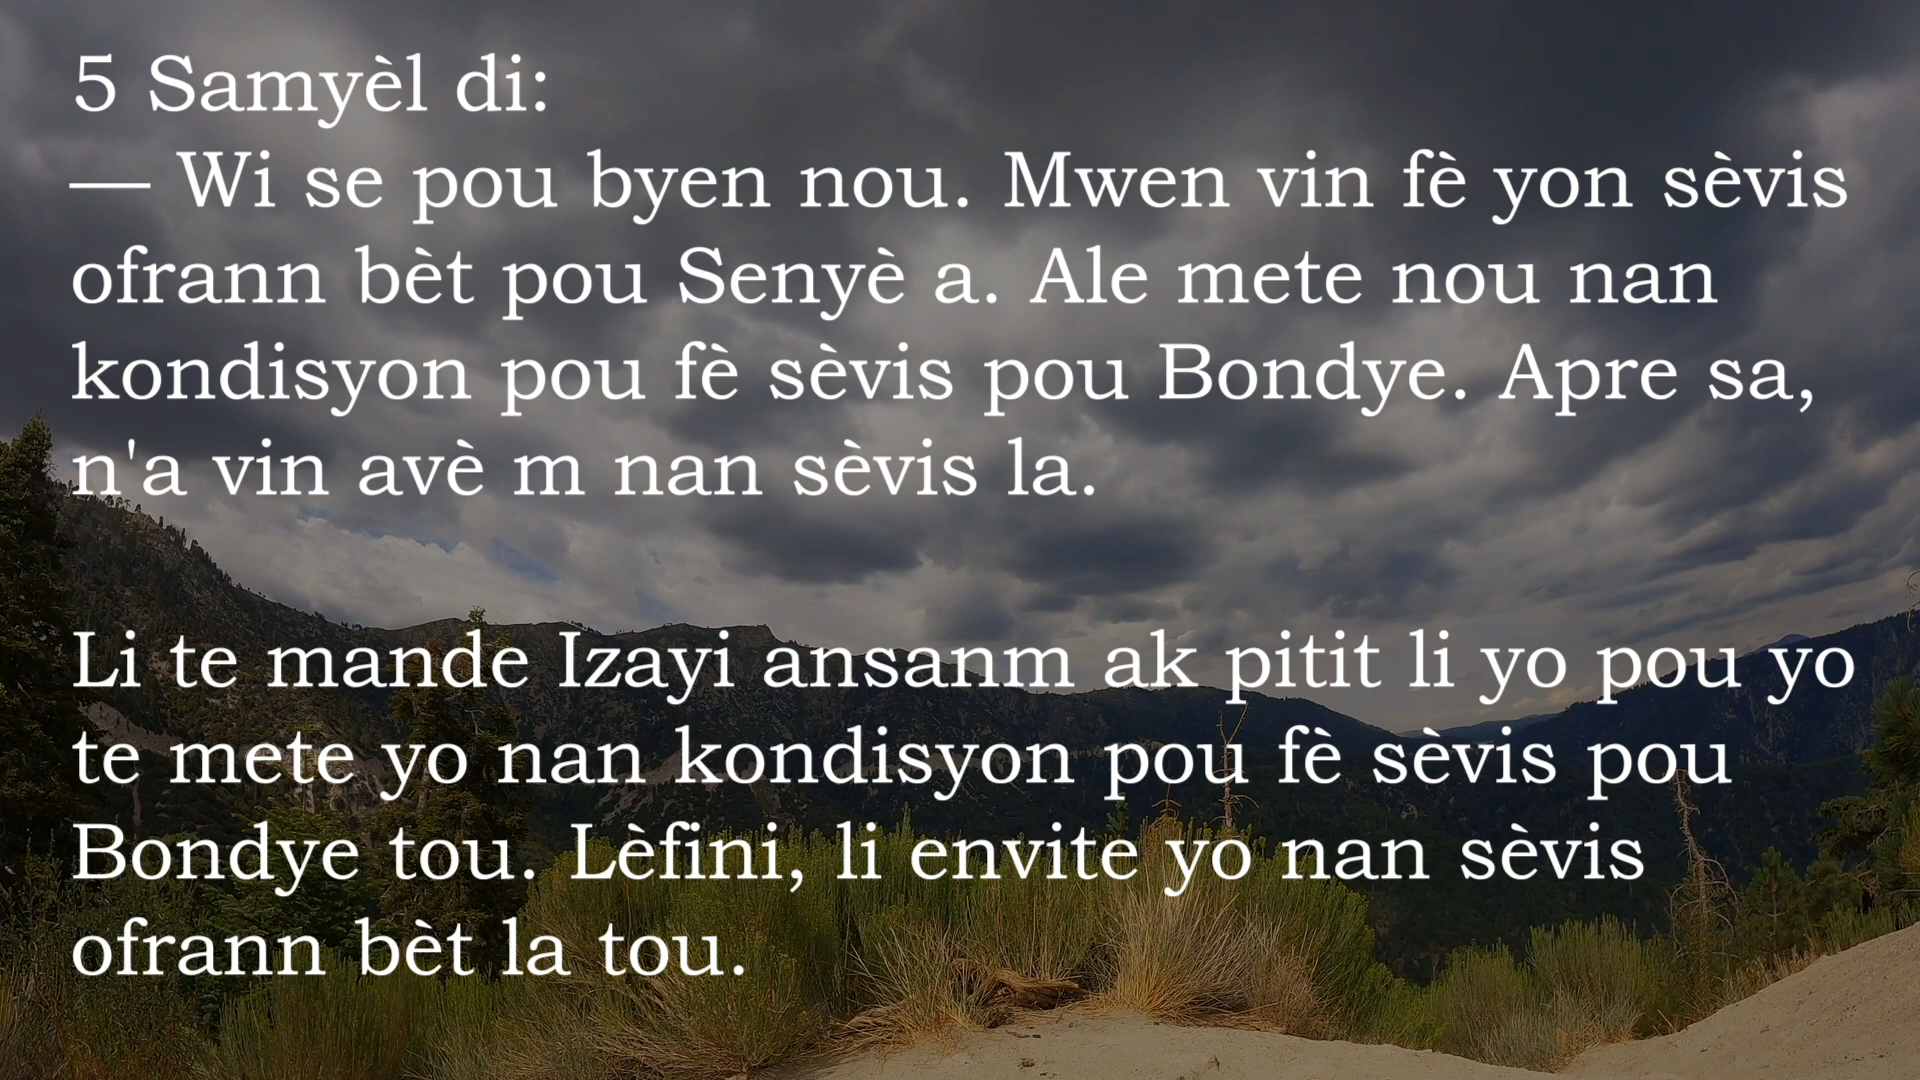 5 Samyèl di:
— Wi se pou byen nou. Mwen vin fè yon sèvis
ofrann bèt pou Senyè a. Ale mete nou nan
kondisyon pou fè sèvis pou Bondye. Apre sa,
n'a vin avè m nan sèvis la.
Li te mande Izayi ansanm ak pitit li yo pou yo
te mete yo nan kondisyon pou fè sèvis pou
Bondye tou. Lèfini, li envite yo nan sèvis
ofrann bèt la tou.